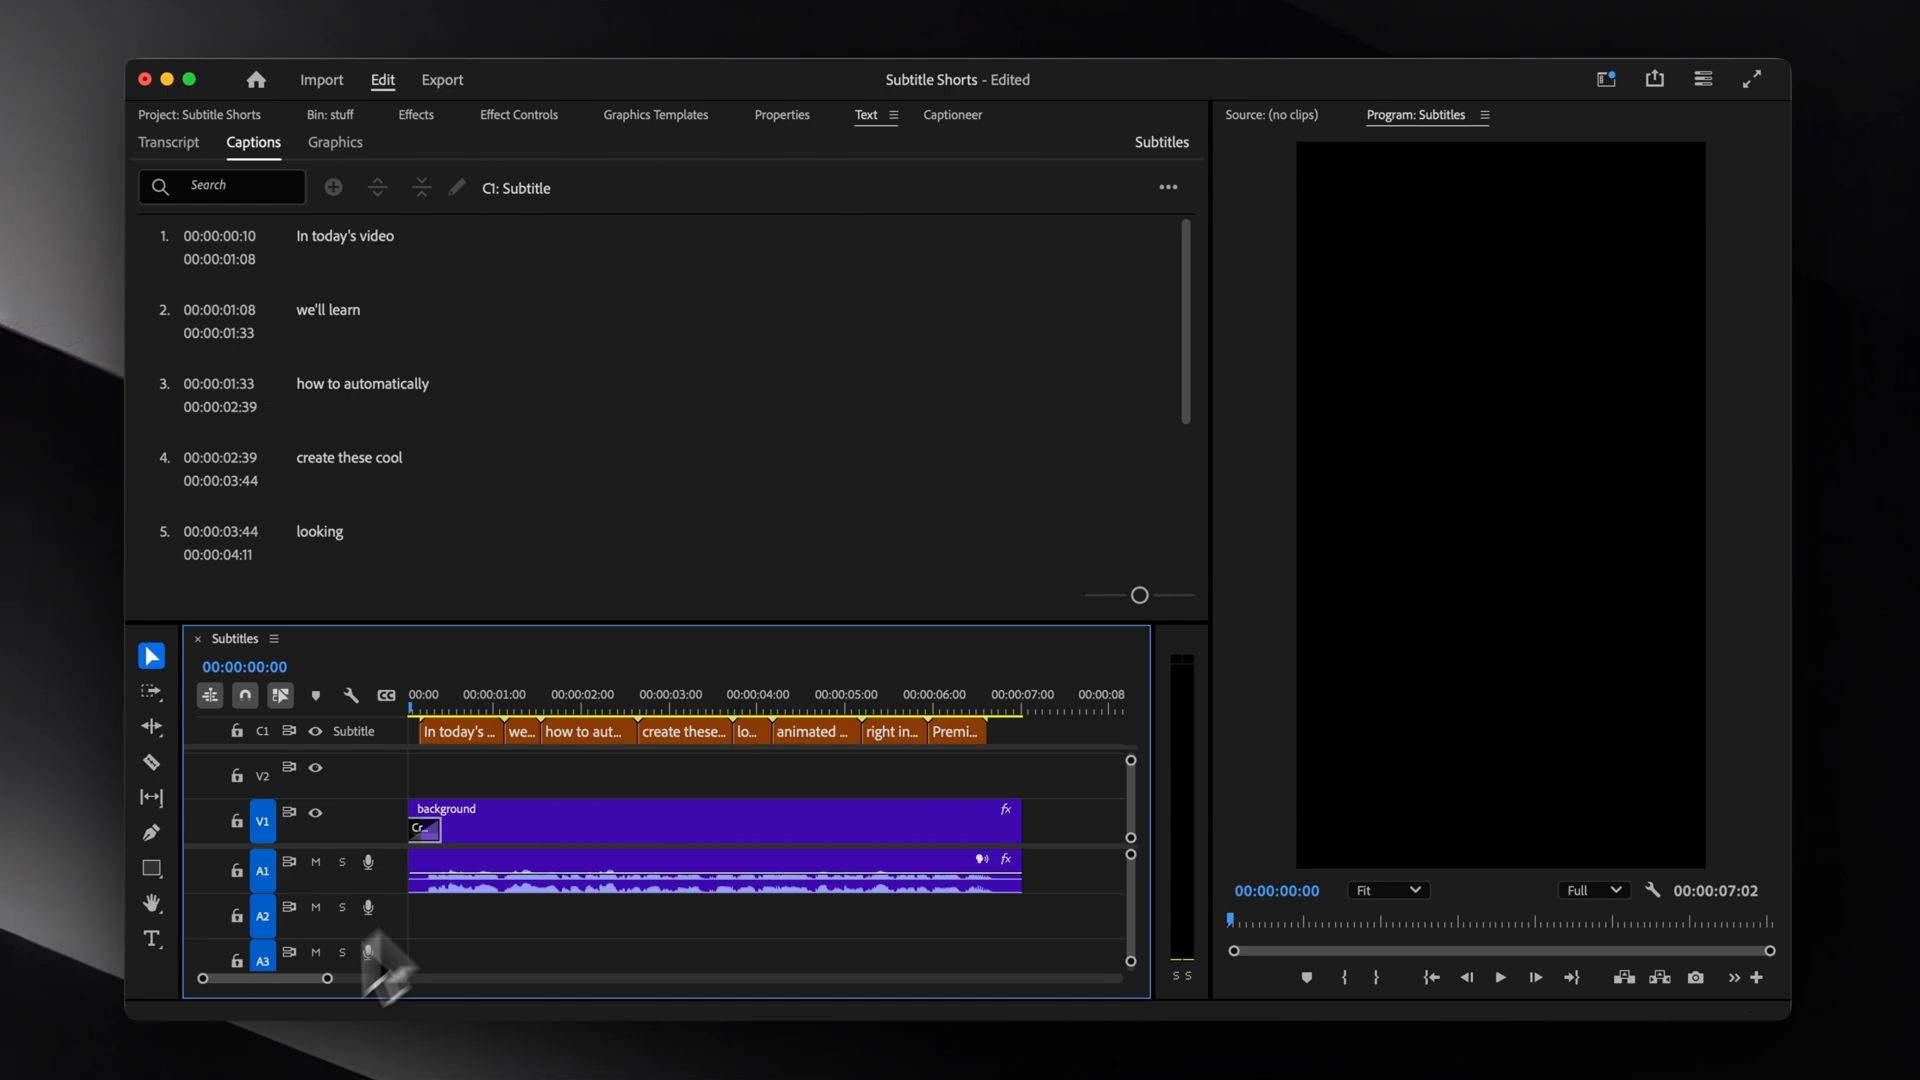 Import Edit Export Subtitle Shorts - Edited
Project: Subtitle Shorts Bin: stuff Effects Effect Controls Graphics Templates Properties Text Captioneer Source: (no clips) Program: Subtitles
Transcript Captions Graphics Subtitles
Search C1: Subtitle
1. 00:00:00:10 In today's video
00:00:01:08
2. 00:00:01:08 we'll learn
00:00:01:33
3. 00:00:01:33 how to automatically
00:00:02:39
4. 00:00:02:39 create these cool
00:00:03:44
5. 00:00:03:44 looking
00:00:04:11
Subtitles
00:00:00:00
CC 00:00 00:00:01:00 00:00:02:00 00:00:03:00 00:00:04:00 00:00:05:00 00:00:06:00 00:00:07:00 00:00:08
C1 Subtitle In today's ... we... how to aut... create these... lo... animated ... right in... Premi...
V2
background fx
V1 Cr...
A1 M S fx
A2 M S
A3 M S
S S
00:00:00:00 Fit Full 00:00:07:02